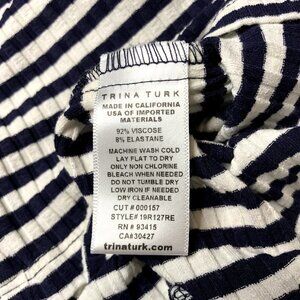 TRINA TURK
MADE IN CALIFORNIA
USA OF IMPORTED
MATERIALS
92% VISCOSE
8% ELASTANE
MACHINE WASH COLD
LAY FLAT TO DRY
ONLY NON CHLORINE
BLEACH WHEN NEEDED
DO NOT TUMBLE DRY
LOW IRON IF NEEDED
DRY CLEANABLE
CUT # 000157
STYLE# 19R127RE
RN # 93415
CA#30427
trinaturk.com